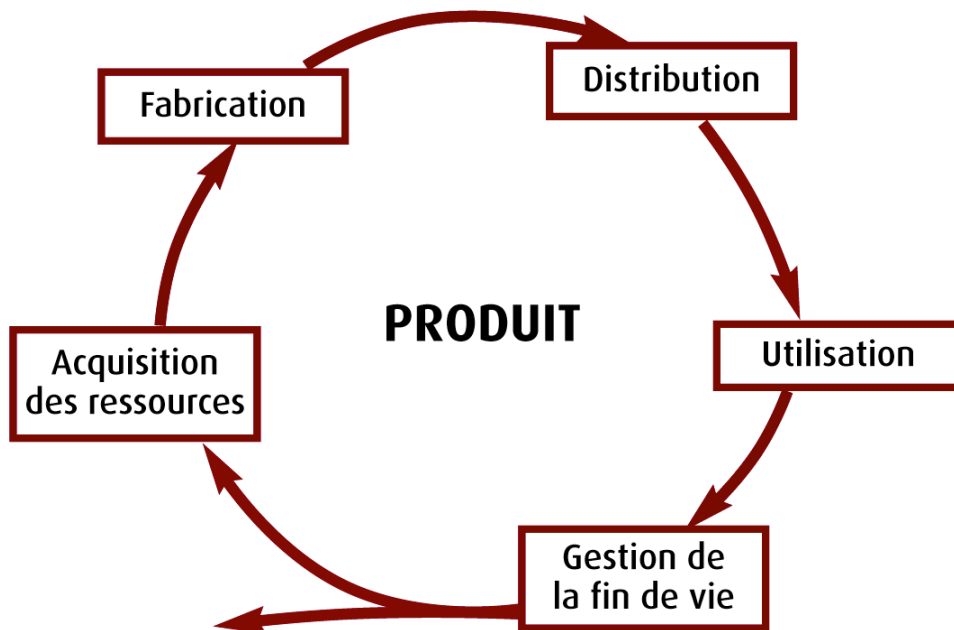 Fabrication
Distribution
PRODUIT
Acquisition
des ressources
Utilisation
Gestion de
la fin de vie